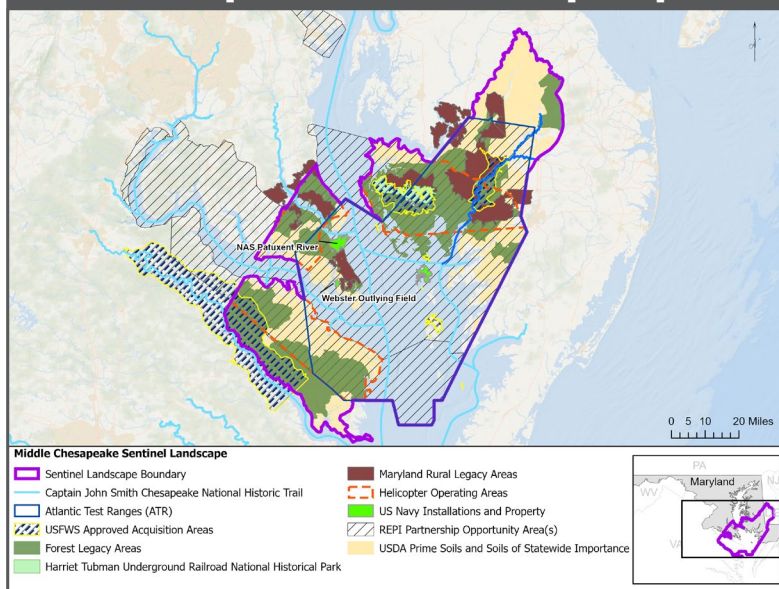 NAS Patuxent River
Webster Outlying Field
0 5 10 20 Miles
Middle Chesapeake Sentinel Landscape
Sentinel Landscape Boundary
Captain John Smith Chesapeake National Historic Trail
Atlantic Test Ranges (ATR)
USFWS Approved Acquisition Areas
Forest Legacy Areas
Harriet Tubman Underground Railroad National Historical Park
Maryland Rural Legacy Areas
Helicopter Operating Areas
US Navy Installations and Property
REPI Partnership Opportunity Area(s)
USDA Prime Soils and Soils of Statewide Importance
PA
Maryland
NJ
WV
VA